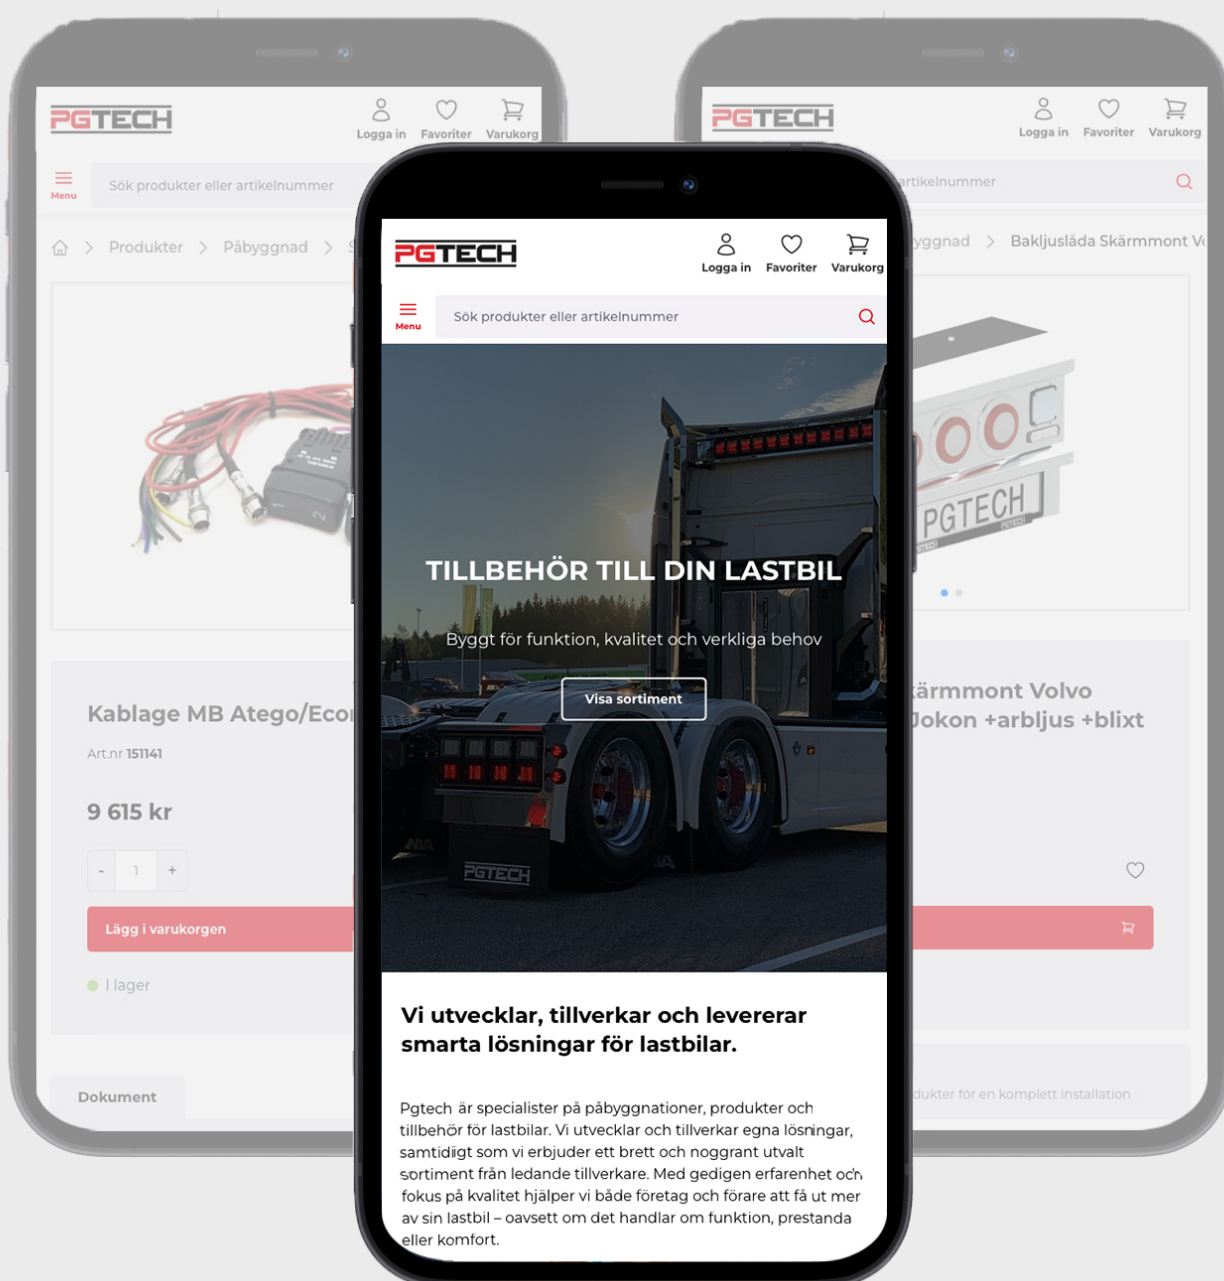 PGTECH
Logga in Favoriter Varukorg
Menu
Sök produkter eller artikelnummer
Produkter > Påbyggnad >
Kablage MB Atego/Econ
Art.nr 151141
9 615 kr
- 1 +
Lägg i varukorgen
I lager
Dokument
PGTECH
Logga in Favoriter Varukorg
Menu
Sök produkter eller artikelnummer
TILLBEHÖR TILL DIN LASTBIL
Byggt för funktion, kvalitet och verkliga behov
Visa sortiment
PGTECH
Vi utvecklar, tillverkar och levererar
smarta lösningar för lastbilar.
Pgtech är specialister på påbyggnationer, produkter och
tillbehör för lastbilar. Vi utvecklar och tillverkar egna lösningar,
samtidigt som vi erbjuder ett brett och noggrant utvalt
sortiment från ledande tillverkare. Med gedigen erfarenhet och
fokus på kvalitet hjälper vi både företag och förare att få ut mer
av sin lastbil – oavsett om det handlar om funktion, prestanda
eller komfort.
PGTECH
Logga in Favoriter Varukorg
artikelnummer
yggnad > Bakljuslåda Skärmmont Vo
PGTECH
kärmmont Volvo
Jokon +arbljus +blixt
dukter för en komplett installation